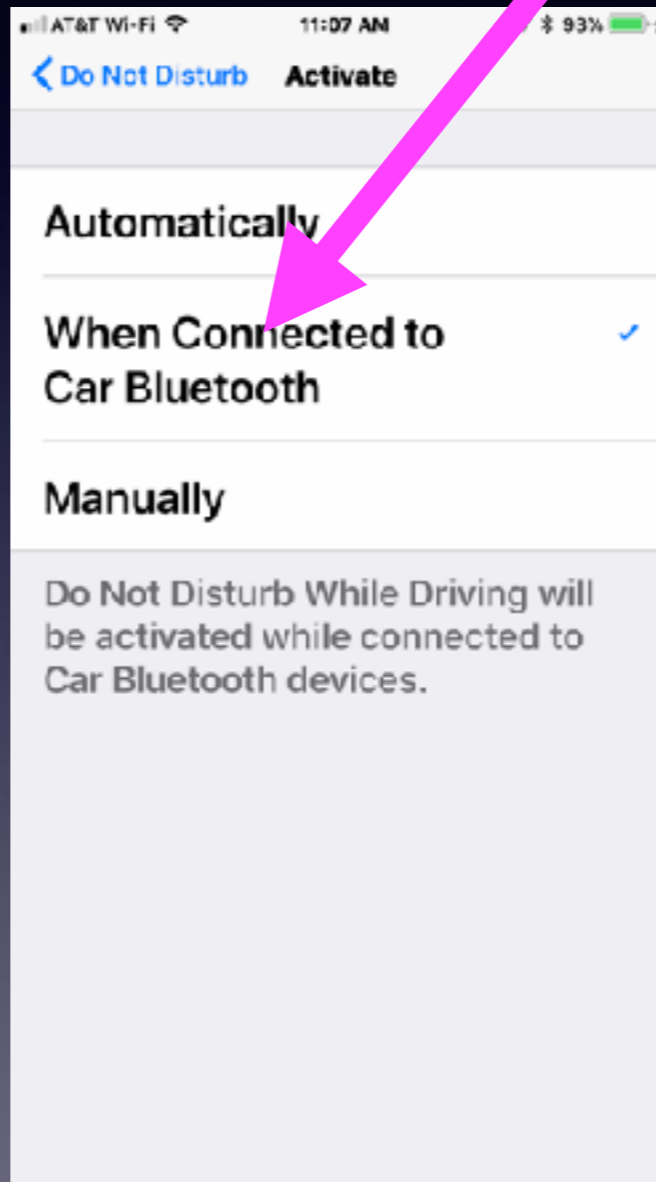 AT&T Wi-Fi 11:07 AM 93%
Do Not Disturb Activate
Automatically
When Connected to
Car Bluetooth
Manually
Do Not Disturb While Driving will
be activated while connected to
Car Bluetooth devices.